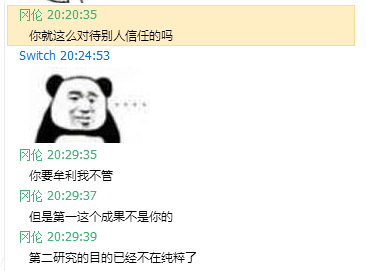 冈伦 20:20:35
你就这么对待别人信任的吗
Switch 20:24:53
冈伦 20:29:35
你要牟利我不管
冈伦 20:29:37
但是第一这个成果不是你的
冈伦 20:29:39
第二研究的目的已经不在纯粹了